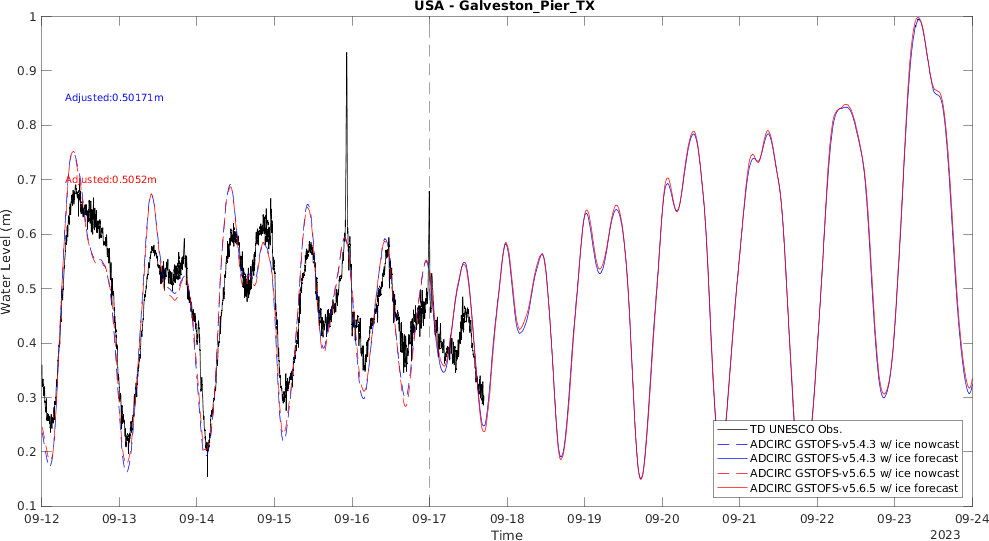 USA - Galveston_Pier_TX
Water Level (m)
1
0.9
0.8
0.7
0.6
0.5
0.4
0.3
0.2
0.1
Adjusted:0.50171m
Adjusted:0.5052m
TD UNESCO Obs.
ADCIRC GSTOFS-v5.4.3 w/ ice nowcast
ADCIRC GSTOFS-v5.4.3 w/ ice forecast
ADCIRC GSTOFS-v5.6.5 w/ ice nowcast
ADCIRC GSTOFS-v5.6.5 w/ ice forecast
09-12 09-13 09-14 09-15 09-16 09-17 09-18 09-19 09-20 09-21 09-22 09-23 09-24
Time
2023